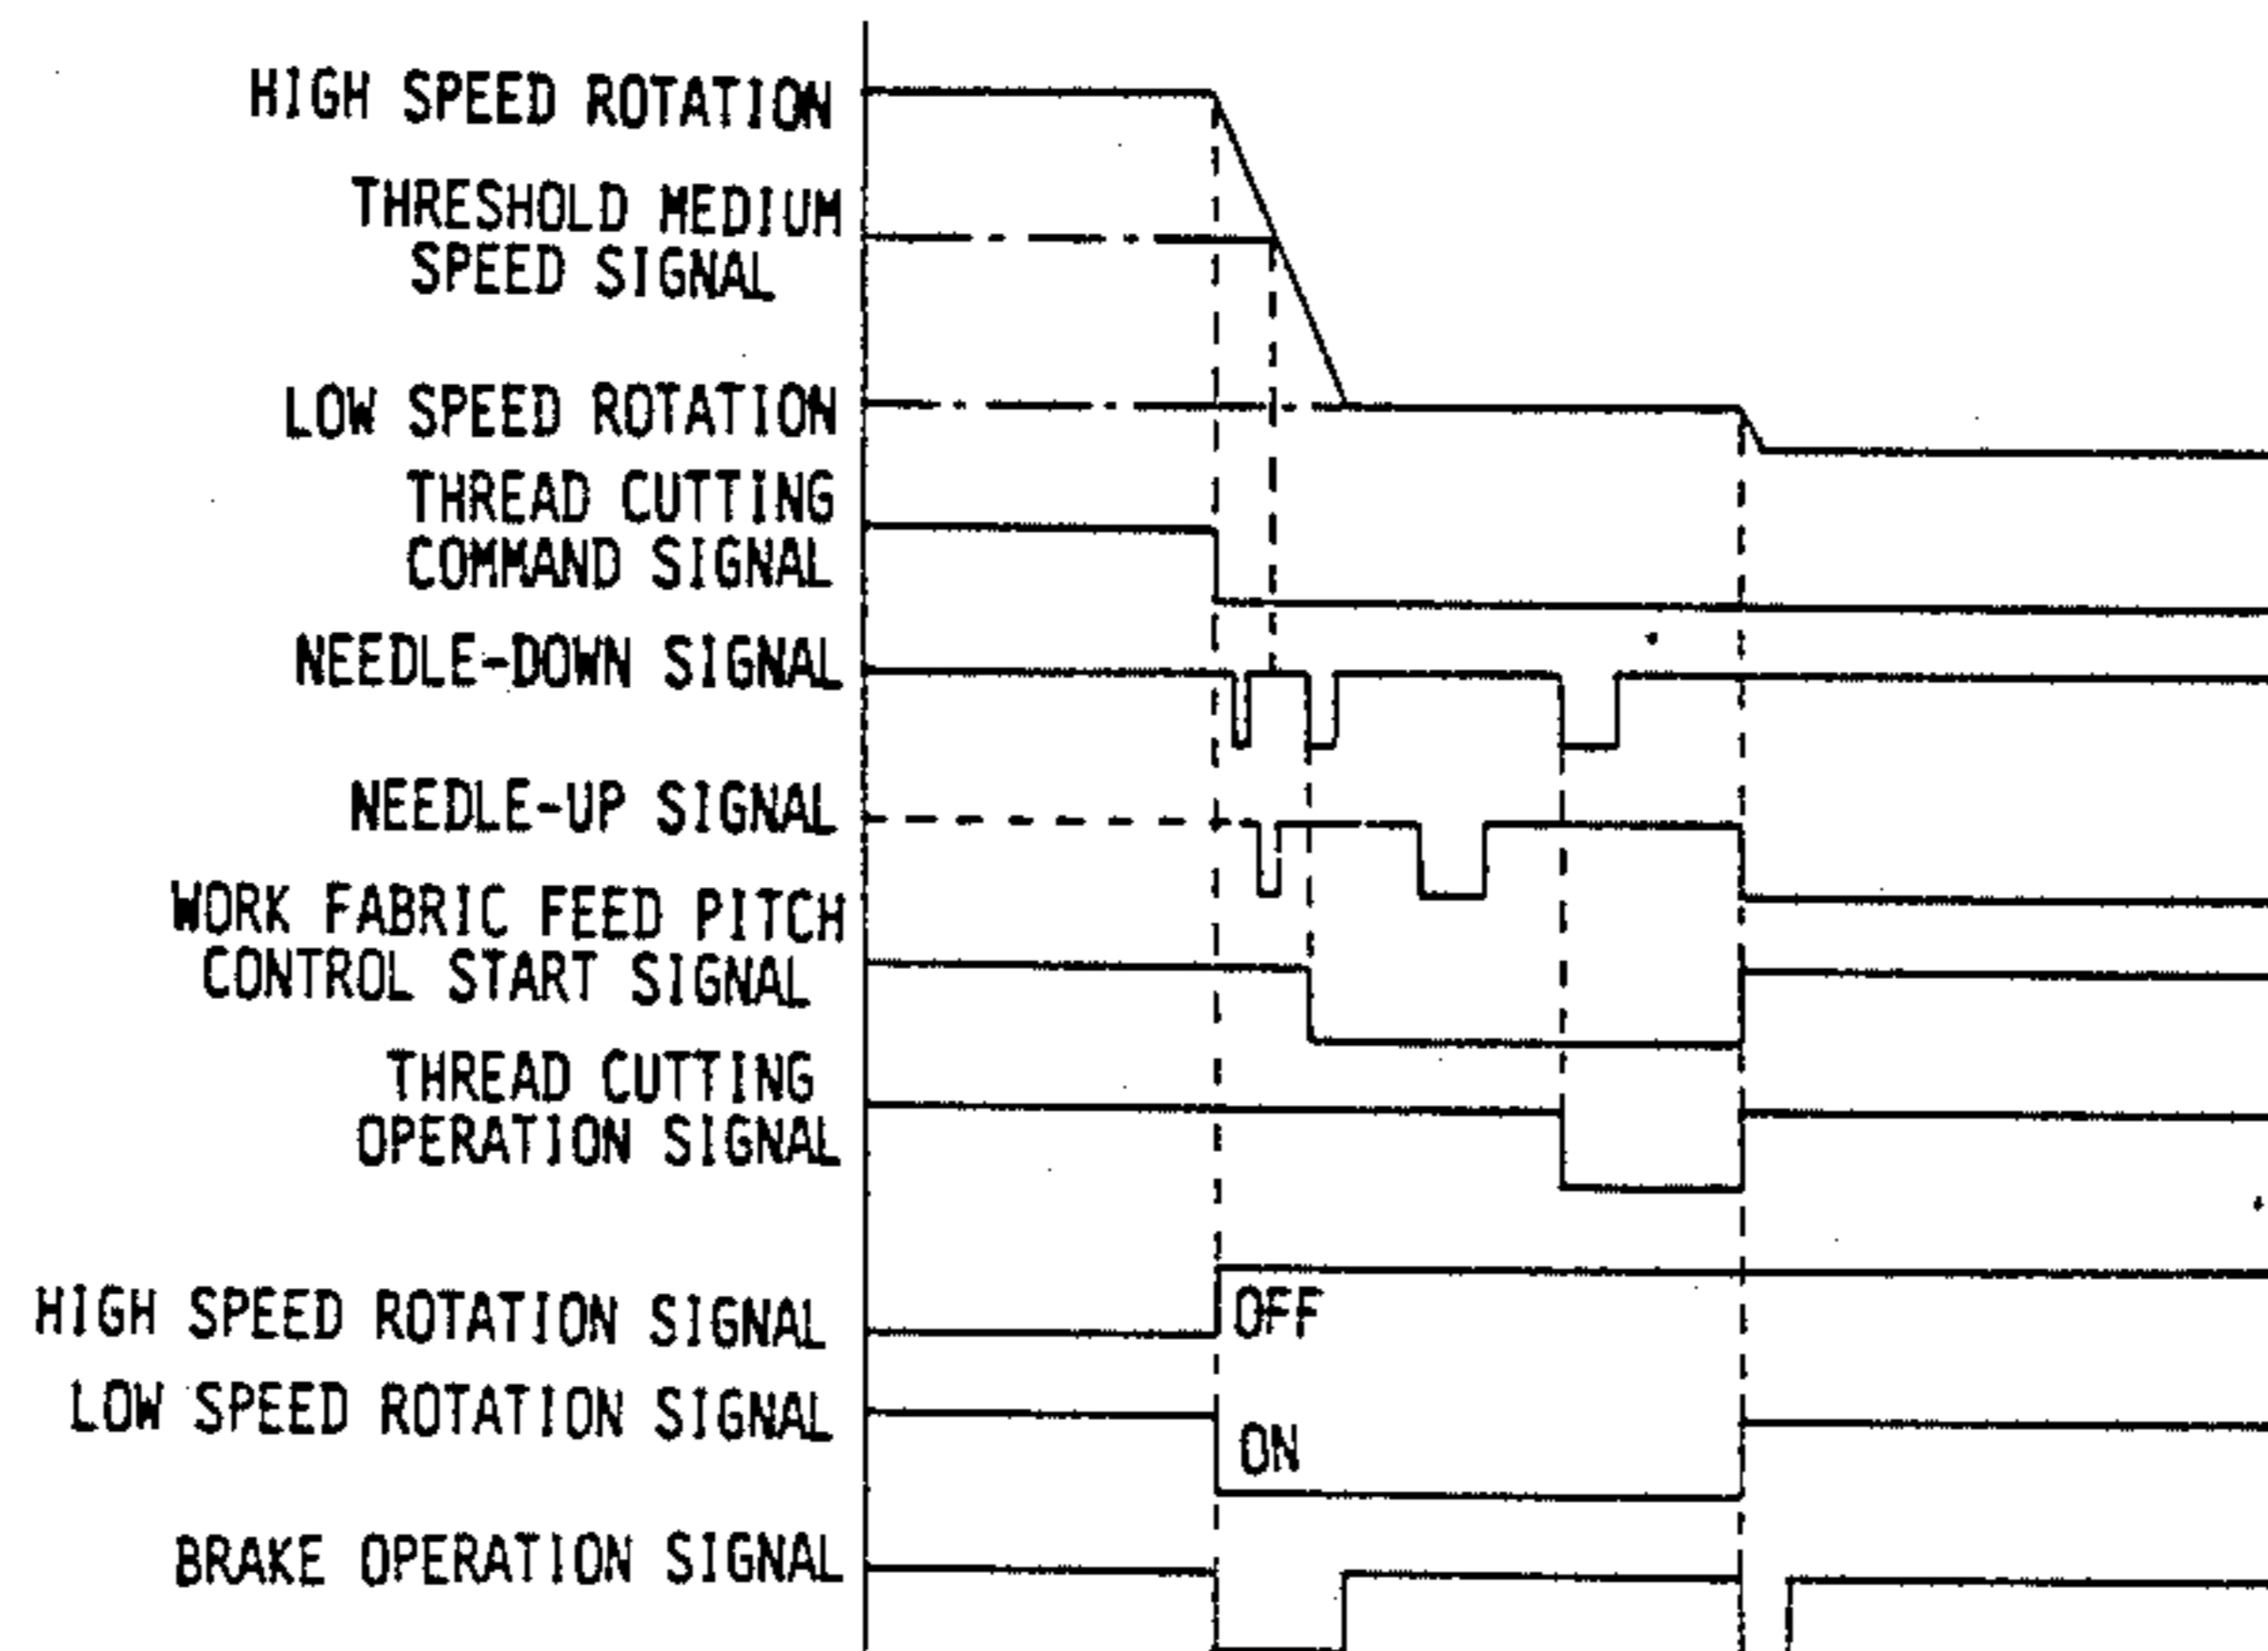 HIGH SPEED ROTATION
THRESHOLD MEDIUM
SPEED SIGNAL
LOW SPEED ROTATION
THREAD CUTTING
COMMAND SIGNAL
NEEDLE-DOWN SIGNAL
NEEDLE-UP SIGNAL
WORK FABRIC FEED PITCH
CONTROL START SIGNAL
THREAD CUTTING
OPERATION SIGNAL
HIGH SPEED ROTATION SIGNAL
OFF
LOW SPEED ROTATION SIGNAL
ON
BRAKE OPERATION SIGNAL